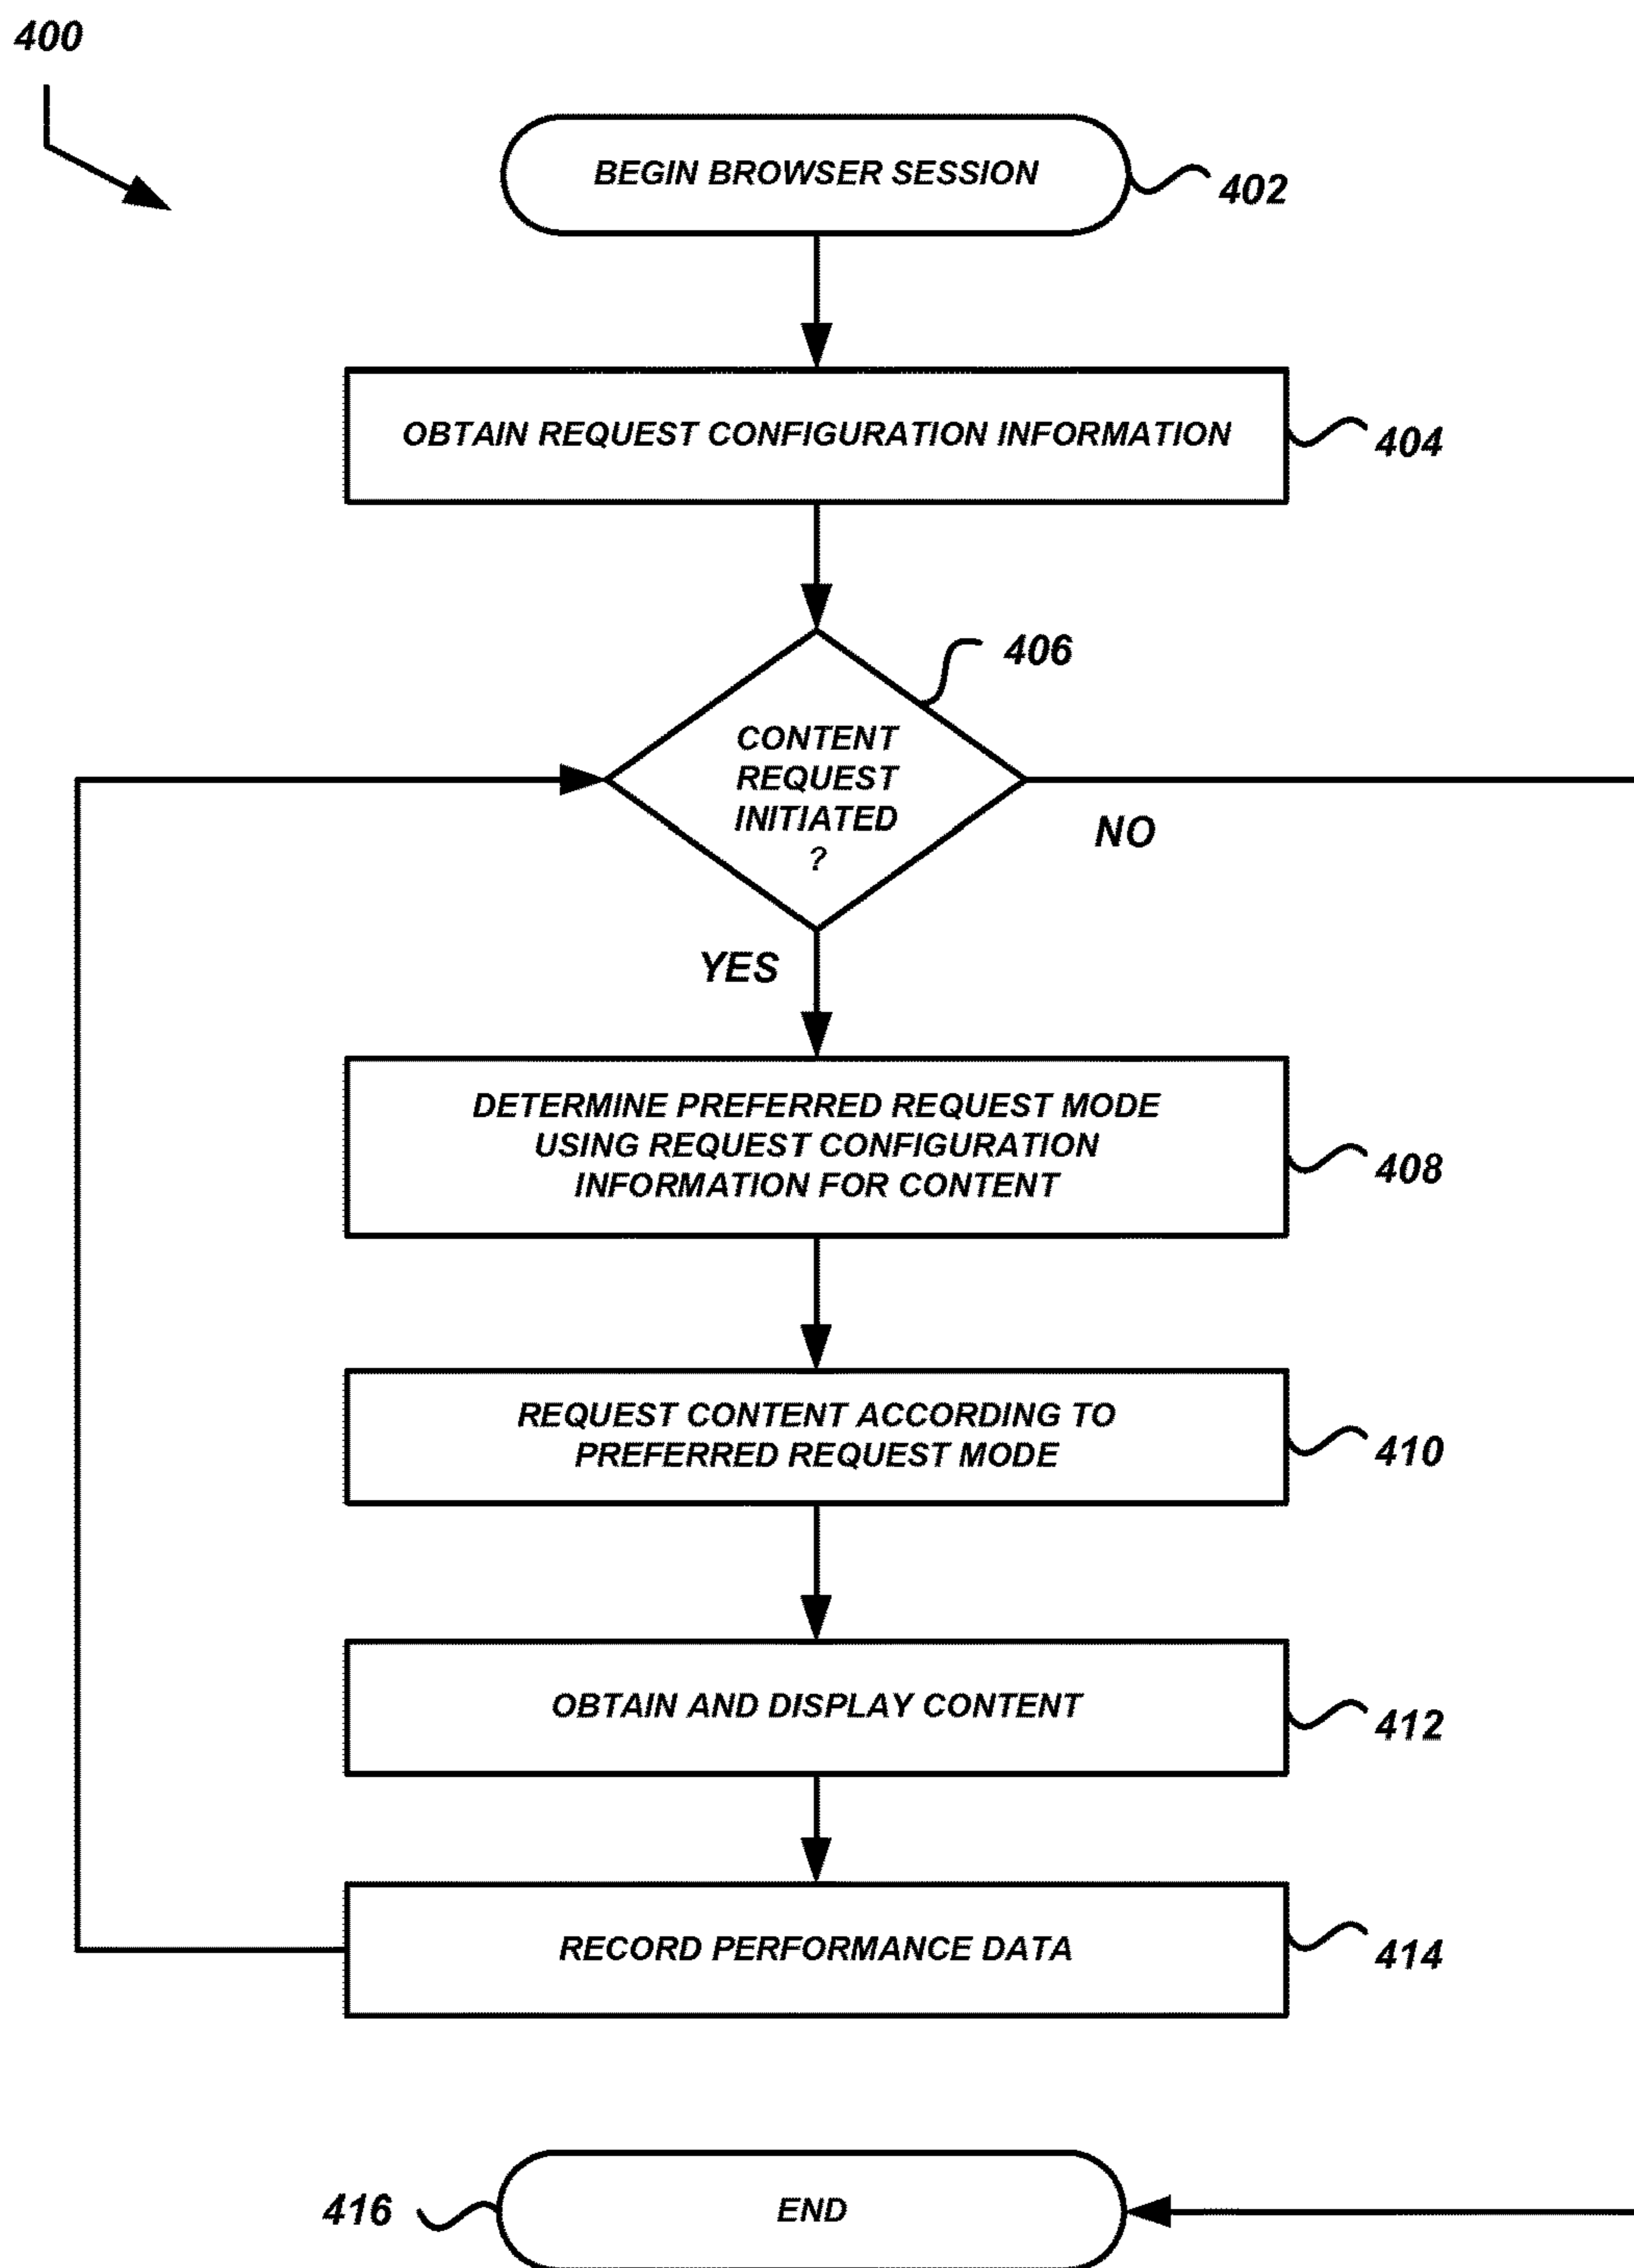 400
BEGIN BROWSER SESSION
402
OBTAIN REQUEST CONFIGURATION INFORMATION
404
406
CONTENT
REQUEST
INITIATED
?
NO
YES
DETERMINE PREFERRED REQUEST MODE
USING REQUEST CONFIGURATION
INFORMATION FOR CONTENT
408
REQUEST CONTENT ACCORDING TO
PREFERRED REQUEST MODE
410
OBTAIN AND DISPLAY CONTENT
412
RECORD PERFORMANCE DATA
414
416
END